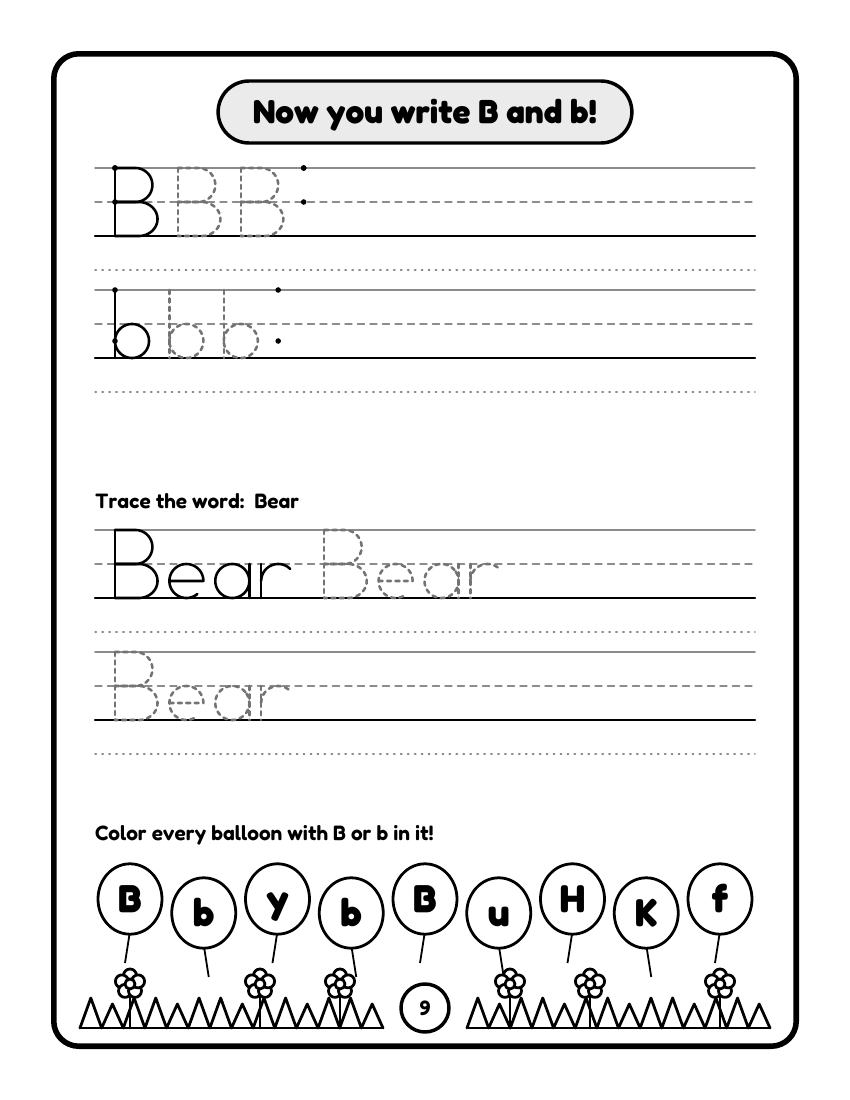 Now you write B and b!
B B B
b b b
Trace the word: Bear
Bear Bear
Bear
Color every balloon with B or b in it!
B b y b B u H K f
9